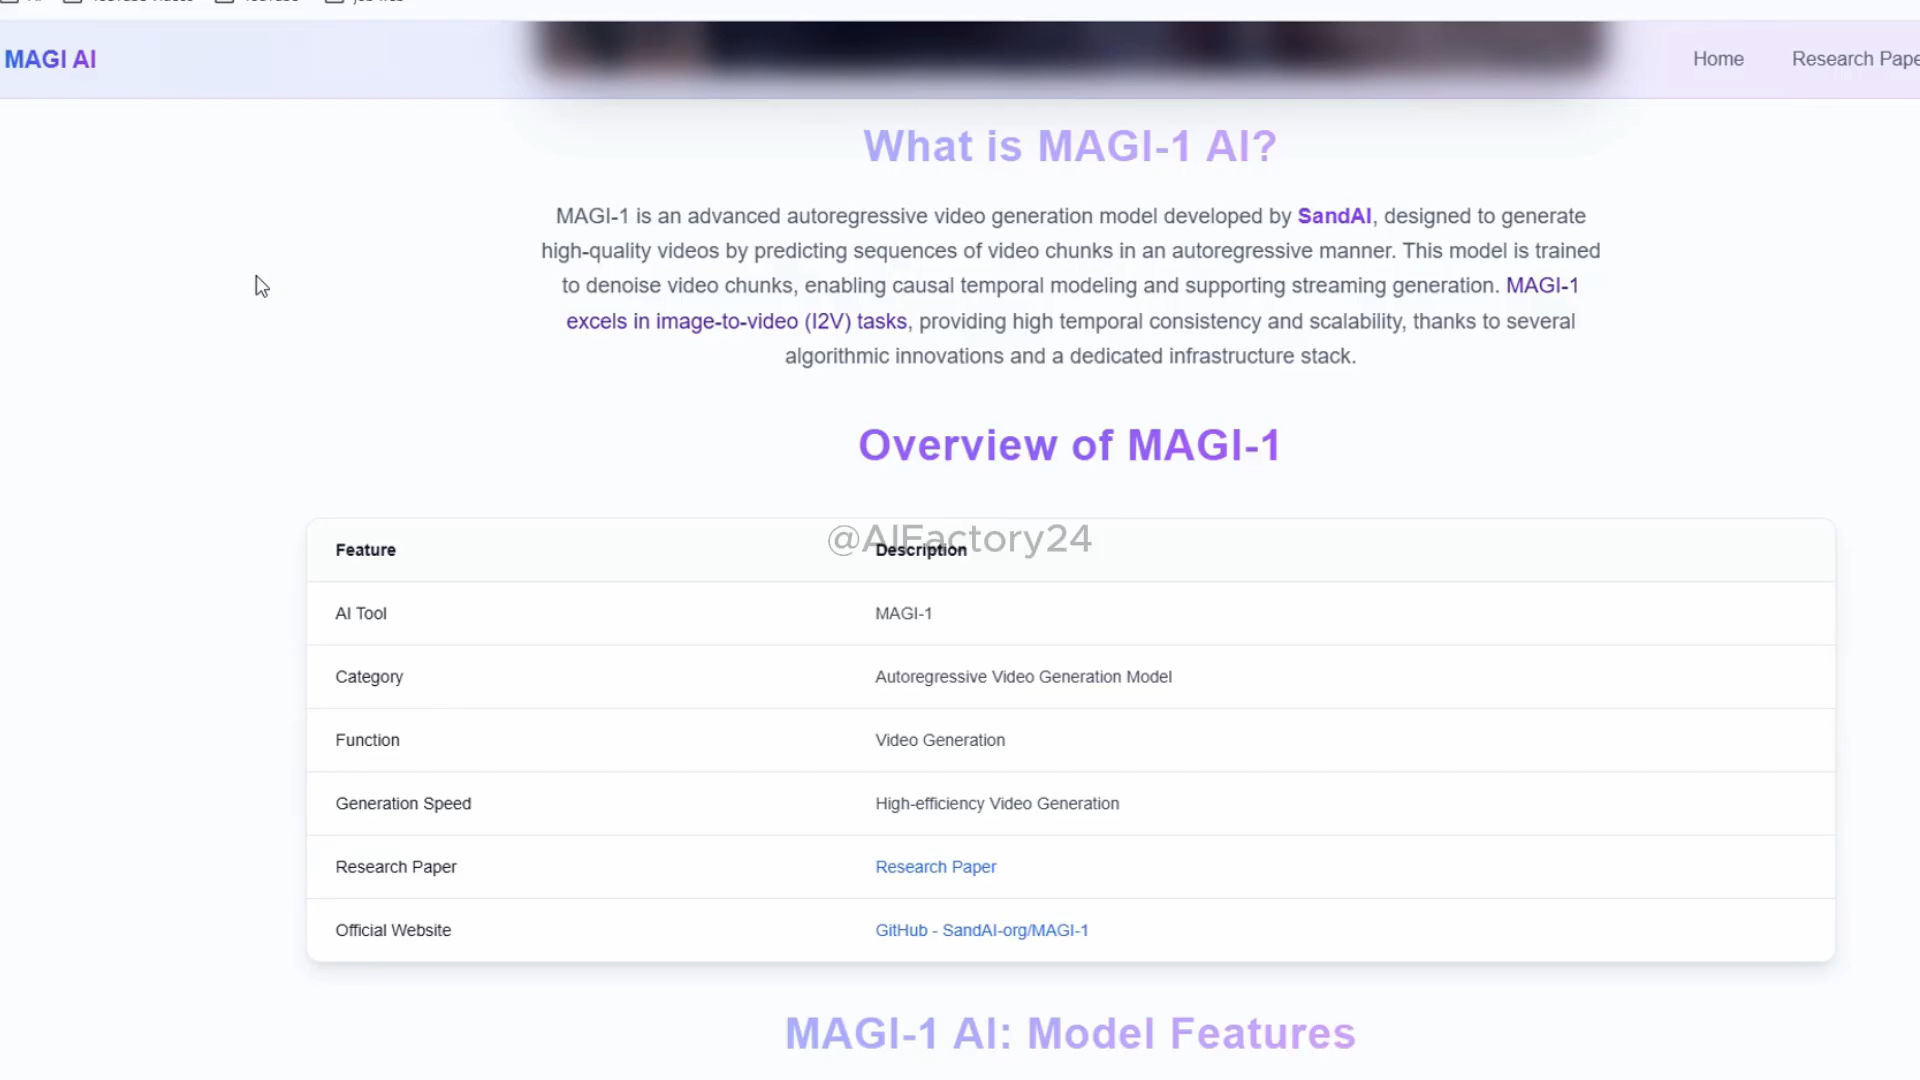 MAGI AI
Home
Research
What is MAGI-1 AI?
MAGI-1 is an advanced autoregressive video generation model developed by SandAI, designed to generate
high-quality videos by predicting sequences of video chunks in an autoregressive manner. This model is trained
to denoise video chunks, enabling causal temporal modeling and supporting streaming generation. MAGI-1
excels in image-to-video (I2V) tasks, providing high temporal consistency and scalability, thanks to several
algorithmic innovations and a dedicated infrastructure stack.
Overview of MAGI-1
@AIFactory24
Feature Description
AI Tool MAGI-1
Category Autoregressive Video Generation Model
Function Video Generation
Generation Speed High-efficiency Video Generation
Research Paper Research Paper
Official Website GitHub - SandAI-org/MAGI-1
MAGI-1 AI: Model Features